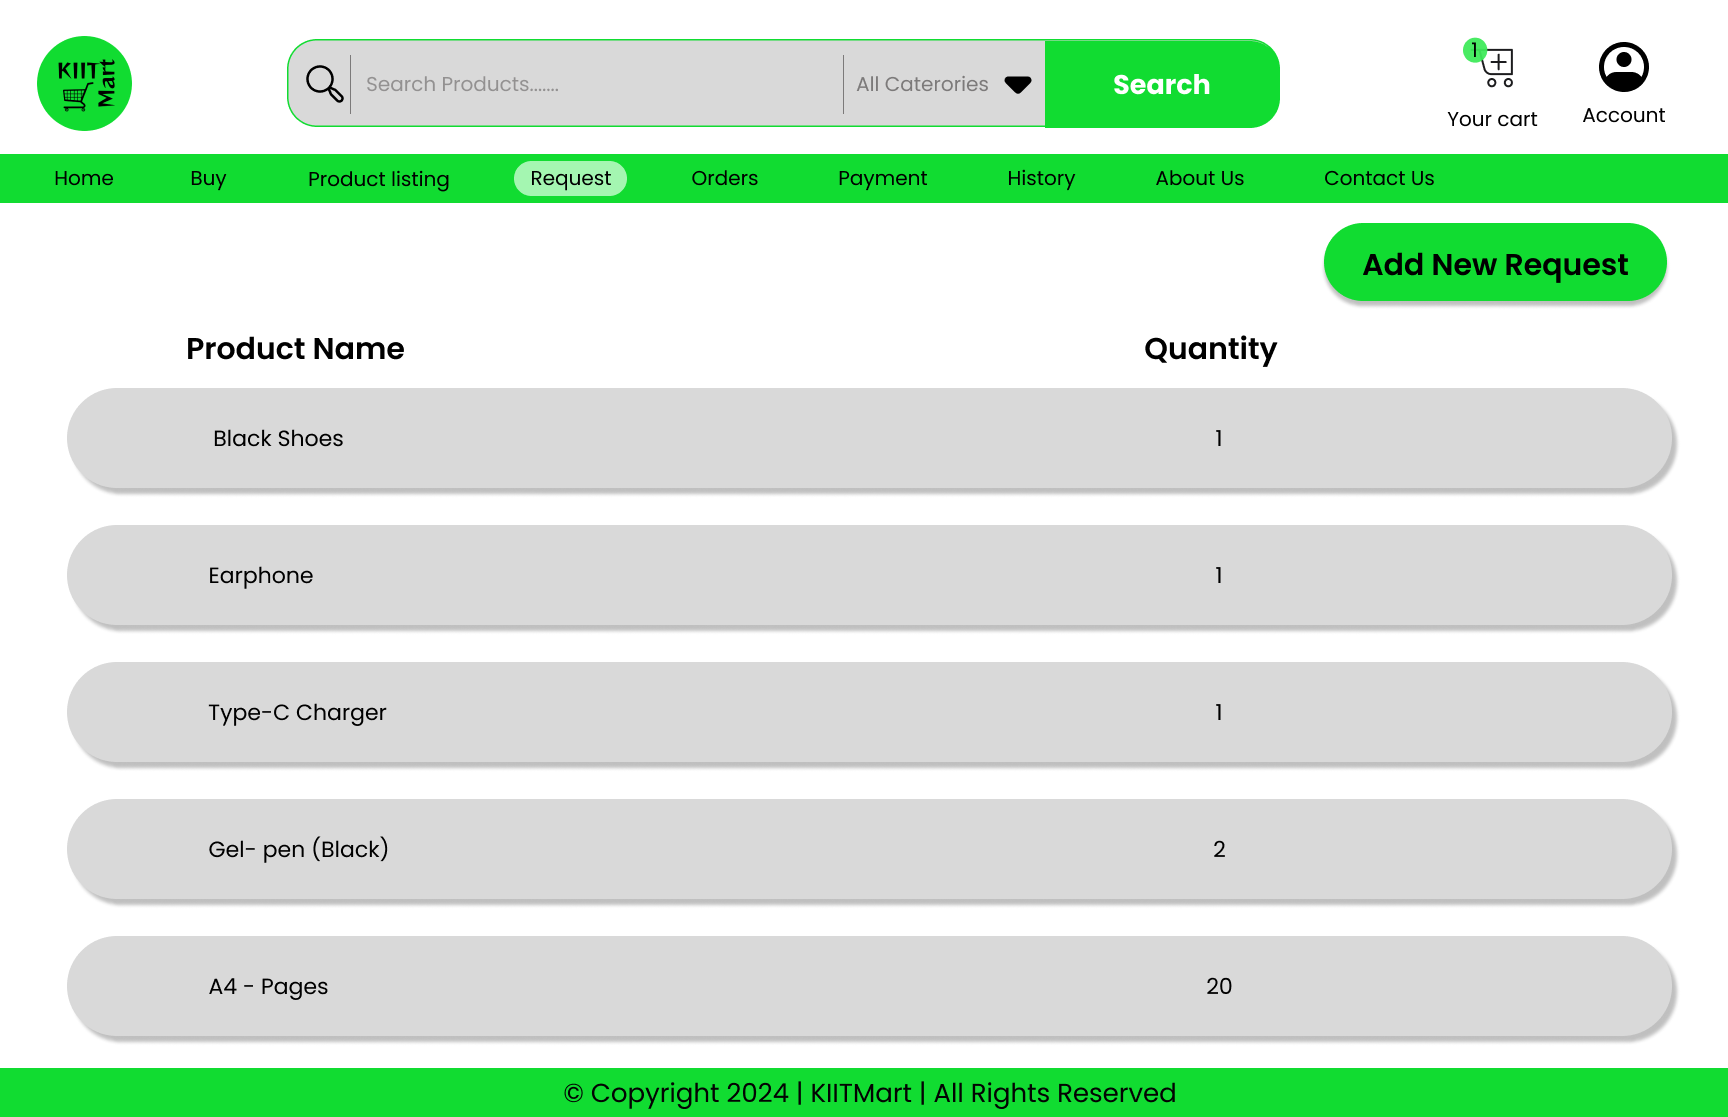 KIIT
Mart
Search Products.......
All Caterories
Search
1
Your cart
Account
Home
Buy
Product listing
Request
Orders
Payment
History
About Us
Contact Us
Add New Request
Product Name Quantity
Black Shoes 1
Earphone 1
Type-C Charger 1
Gel- pen (Black) 2
A4 - Pages 20
© Copyright 2024 | KIITMart | All Rights Reserved